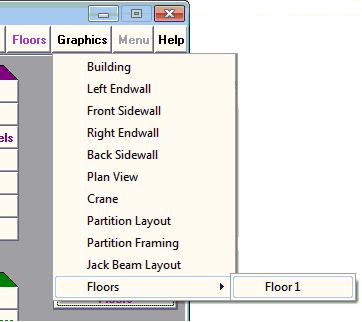 Floors Graphics Menu Help
Building
Left Endwall
Front Sidewall
Right Endwall
els
Back Sidewall
Plan View
Crane
Partition Layout
Partition Framing
Jack Beam Layout
Floors
Floor 1